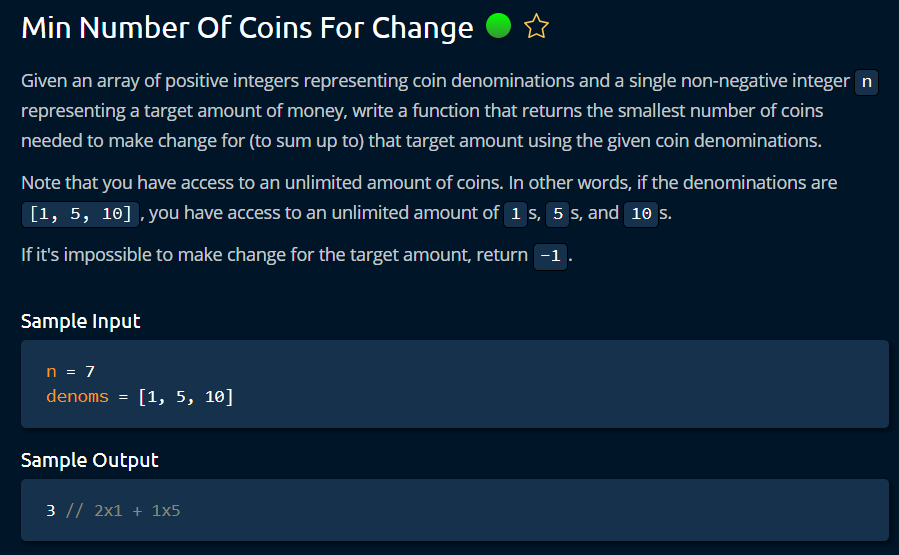 Min Number Of Coins For Change
Given an array of positive integers representing coin denominations and a single non-negative integer n
representing a target amount of money, write a function that returns the smallest number of coins
needed to make change for (to sum up to) that target amount using the given coin denominations.
Note that you have access to an unlimited amount of coins. In other words, if the denominations are
[1, 5, 10], you have access to an unlimited amount of 1s, 5s, and 10s.
If it's impossible to make change for the target amount, return -1.
Sample Input
n = 7
denoms = [1, 5, 10]
Sample Output
3 // 2x1 + 1x5